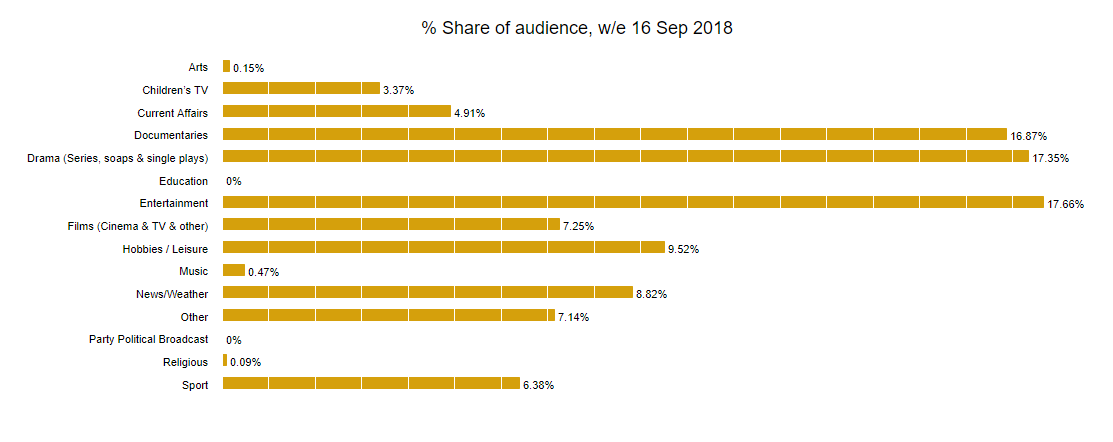 % Share of audience, w/e 16 Sep 2018
Arts 0.15%
Children's TV 3.37%
Current Affairs 4.91%
Documentaries 16.87%
Drama (Series, soaps & single plays) 17.35%
Education 0%
Entertainment 17.66%
Films (Cinema & TV & other) 7.25%
Hobbies / Leisure 9.52%
Music 0.47%
News/Weather 8.82%
Other 7.14%
Party Political Broadcast 0%
Religious 0.09%
Sport 6.38%